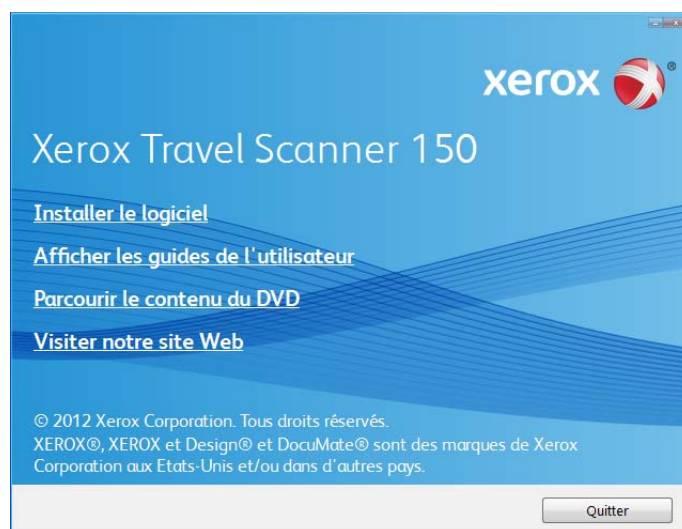 xerox ®
Xerox Travel Scanner 150
Installer le logiciel
Afficher les guides de l'utilisateur
Parcourir le contenu du DVD
Visiter notre site Web
© 2012 Xerox Corporation. Tous droits réservés.
XEROX®, XEROX et Design® et DocuMate® sont des marques de Xerox
Corporation aux Etats-Unis et/ou dans d'autres pays.
Quitter